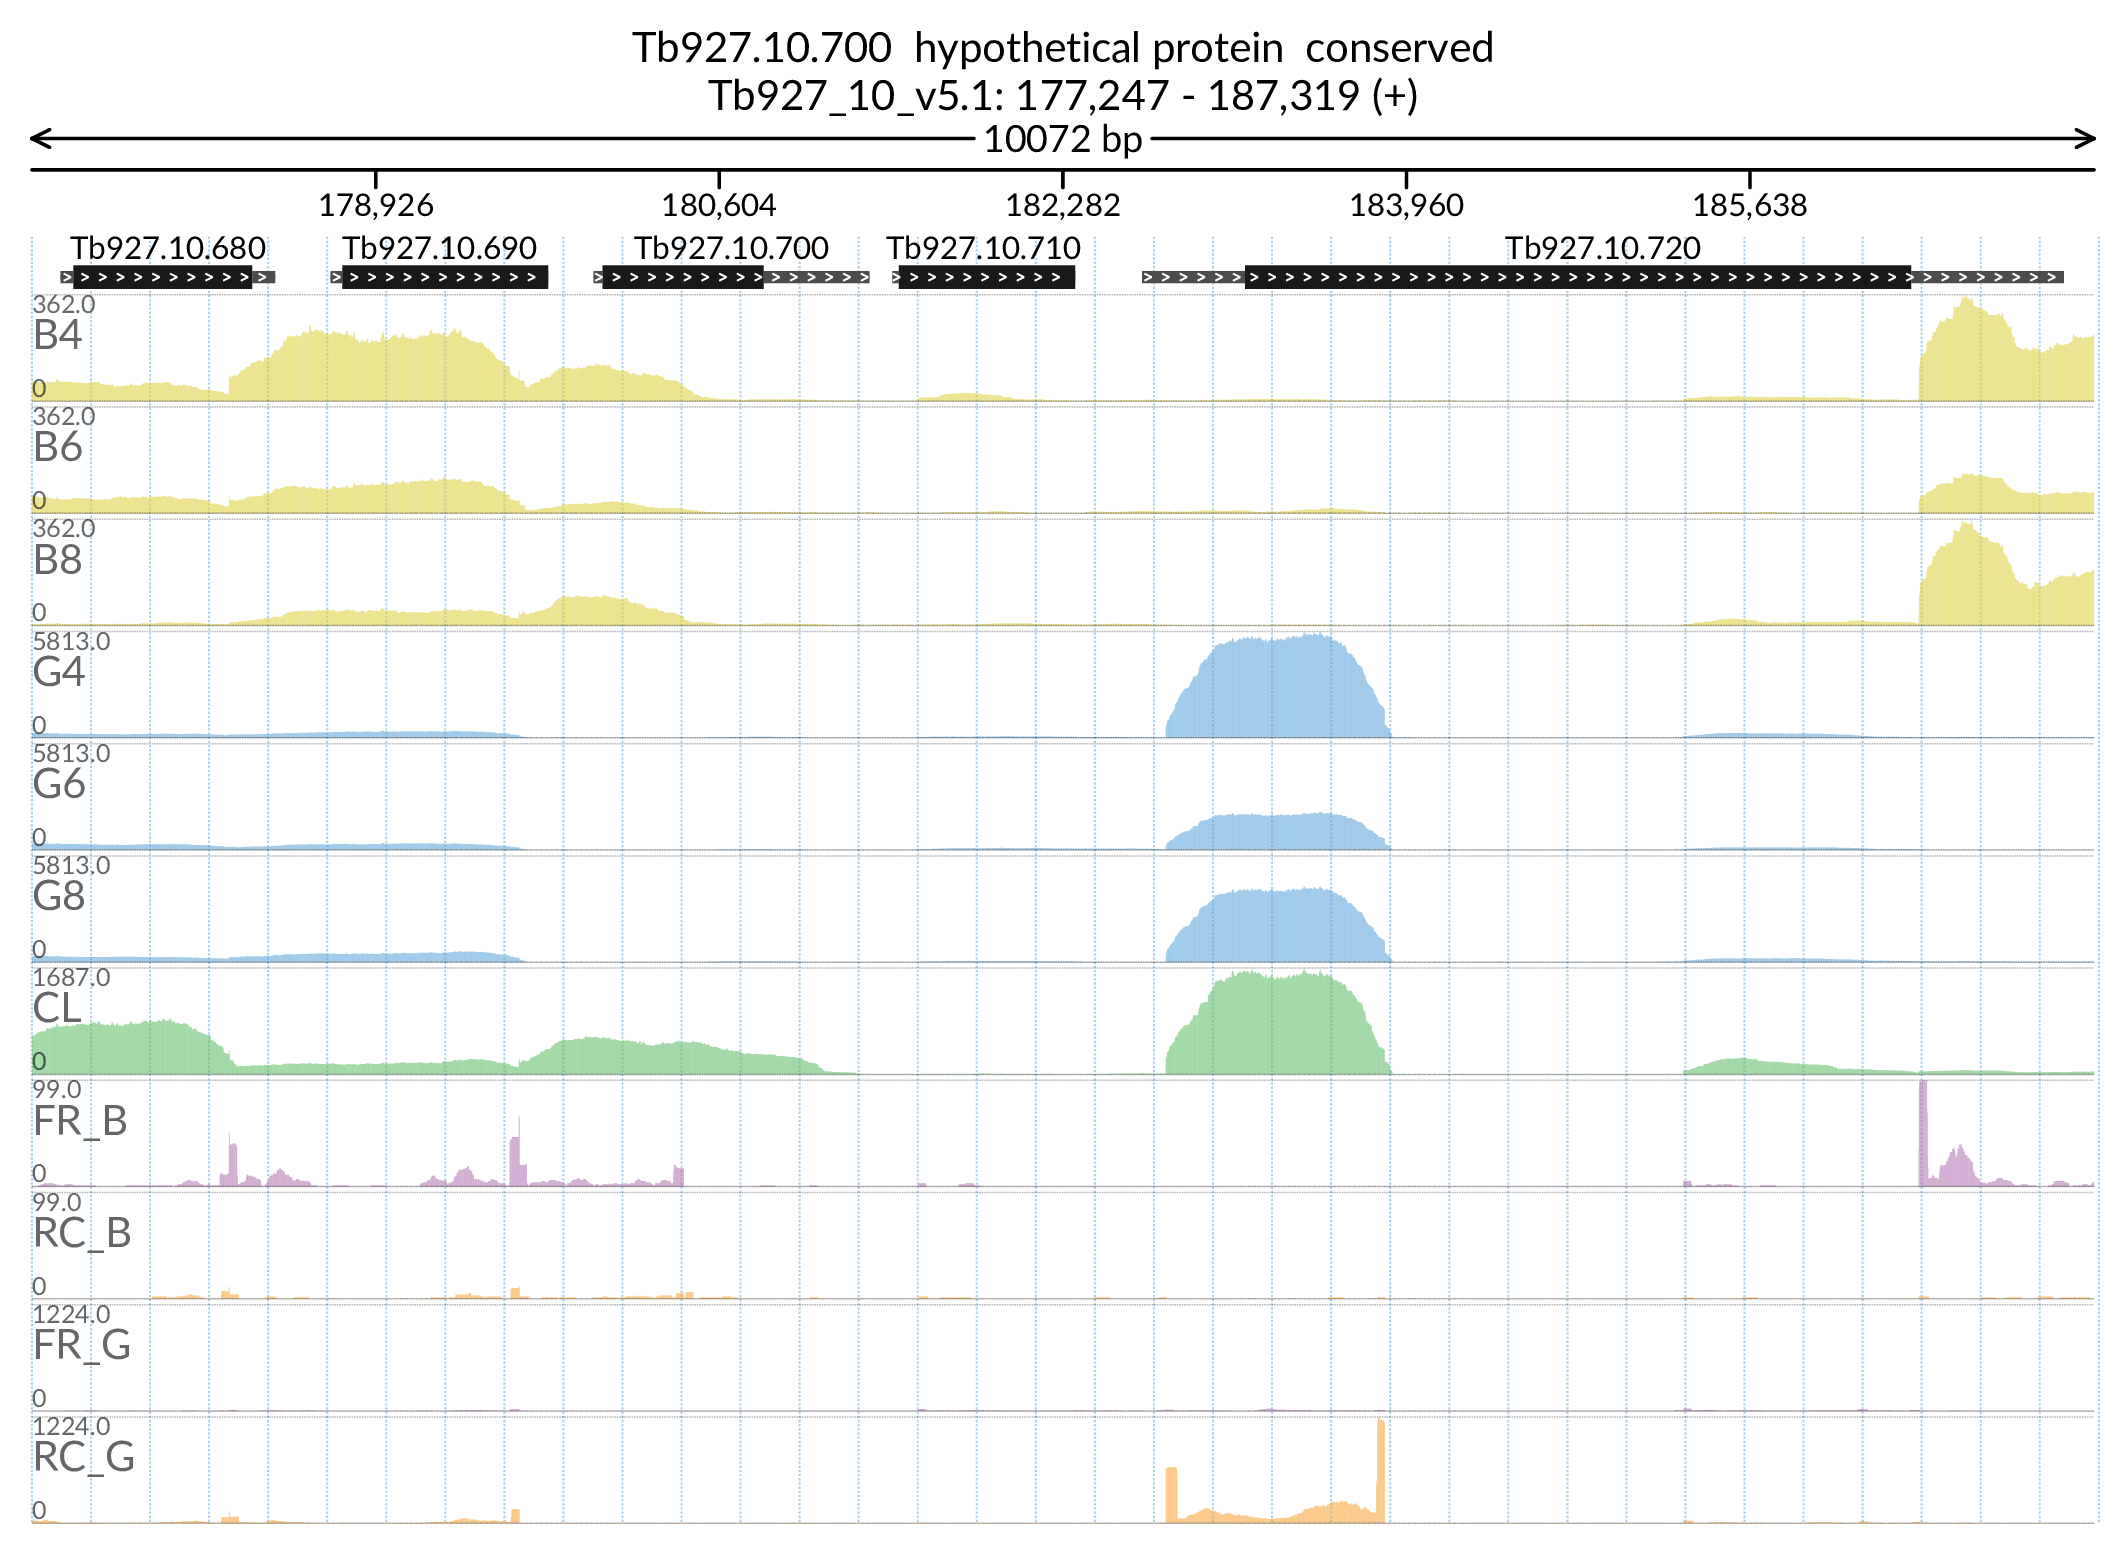 Tb927.10.700  hypothetical protein  conserved
Tb927_10_v5.1: 177,247 - 187,319 (+)
10072 bp
178,926 180,604 182,282 183,960 185,638
Tb927.10.680 Tb927.10.690 Tb927.10.700 Tb927.10.710 Tb927.10.720
362.0
B4
0
362.0
B6
0
362.0
B8
0
5813.0
G4
0
5813.0
G6
0
5813.0
G8
0
1687.0
CL
0
99.0
FR_B
0
99.0
RC_B
0
1224.0
FR_G
0
1224.0
RC_G
0